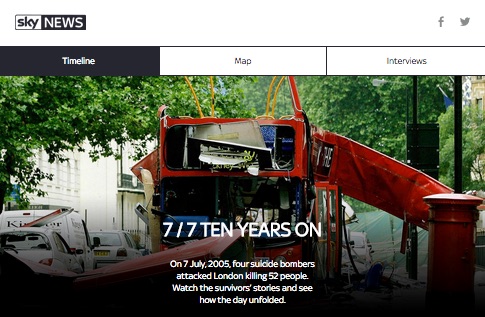 sky NEWS
Timeline
Map
Interviews
7 / 7 TEN YEARS ON
On 7 July, 2005, four suicide bombers
attacked London killing 52 people.
Watch the survivors' stories and see
how the day unfolded.